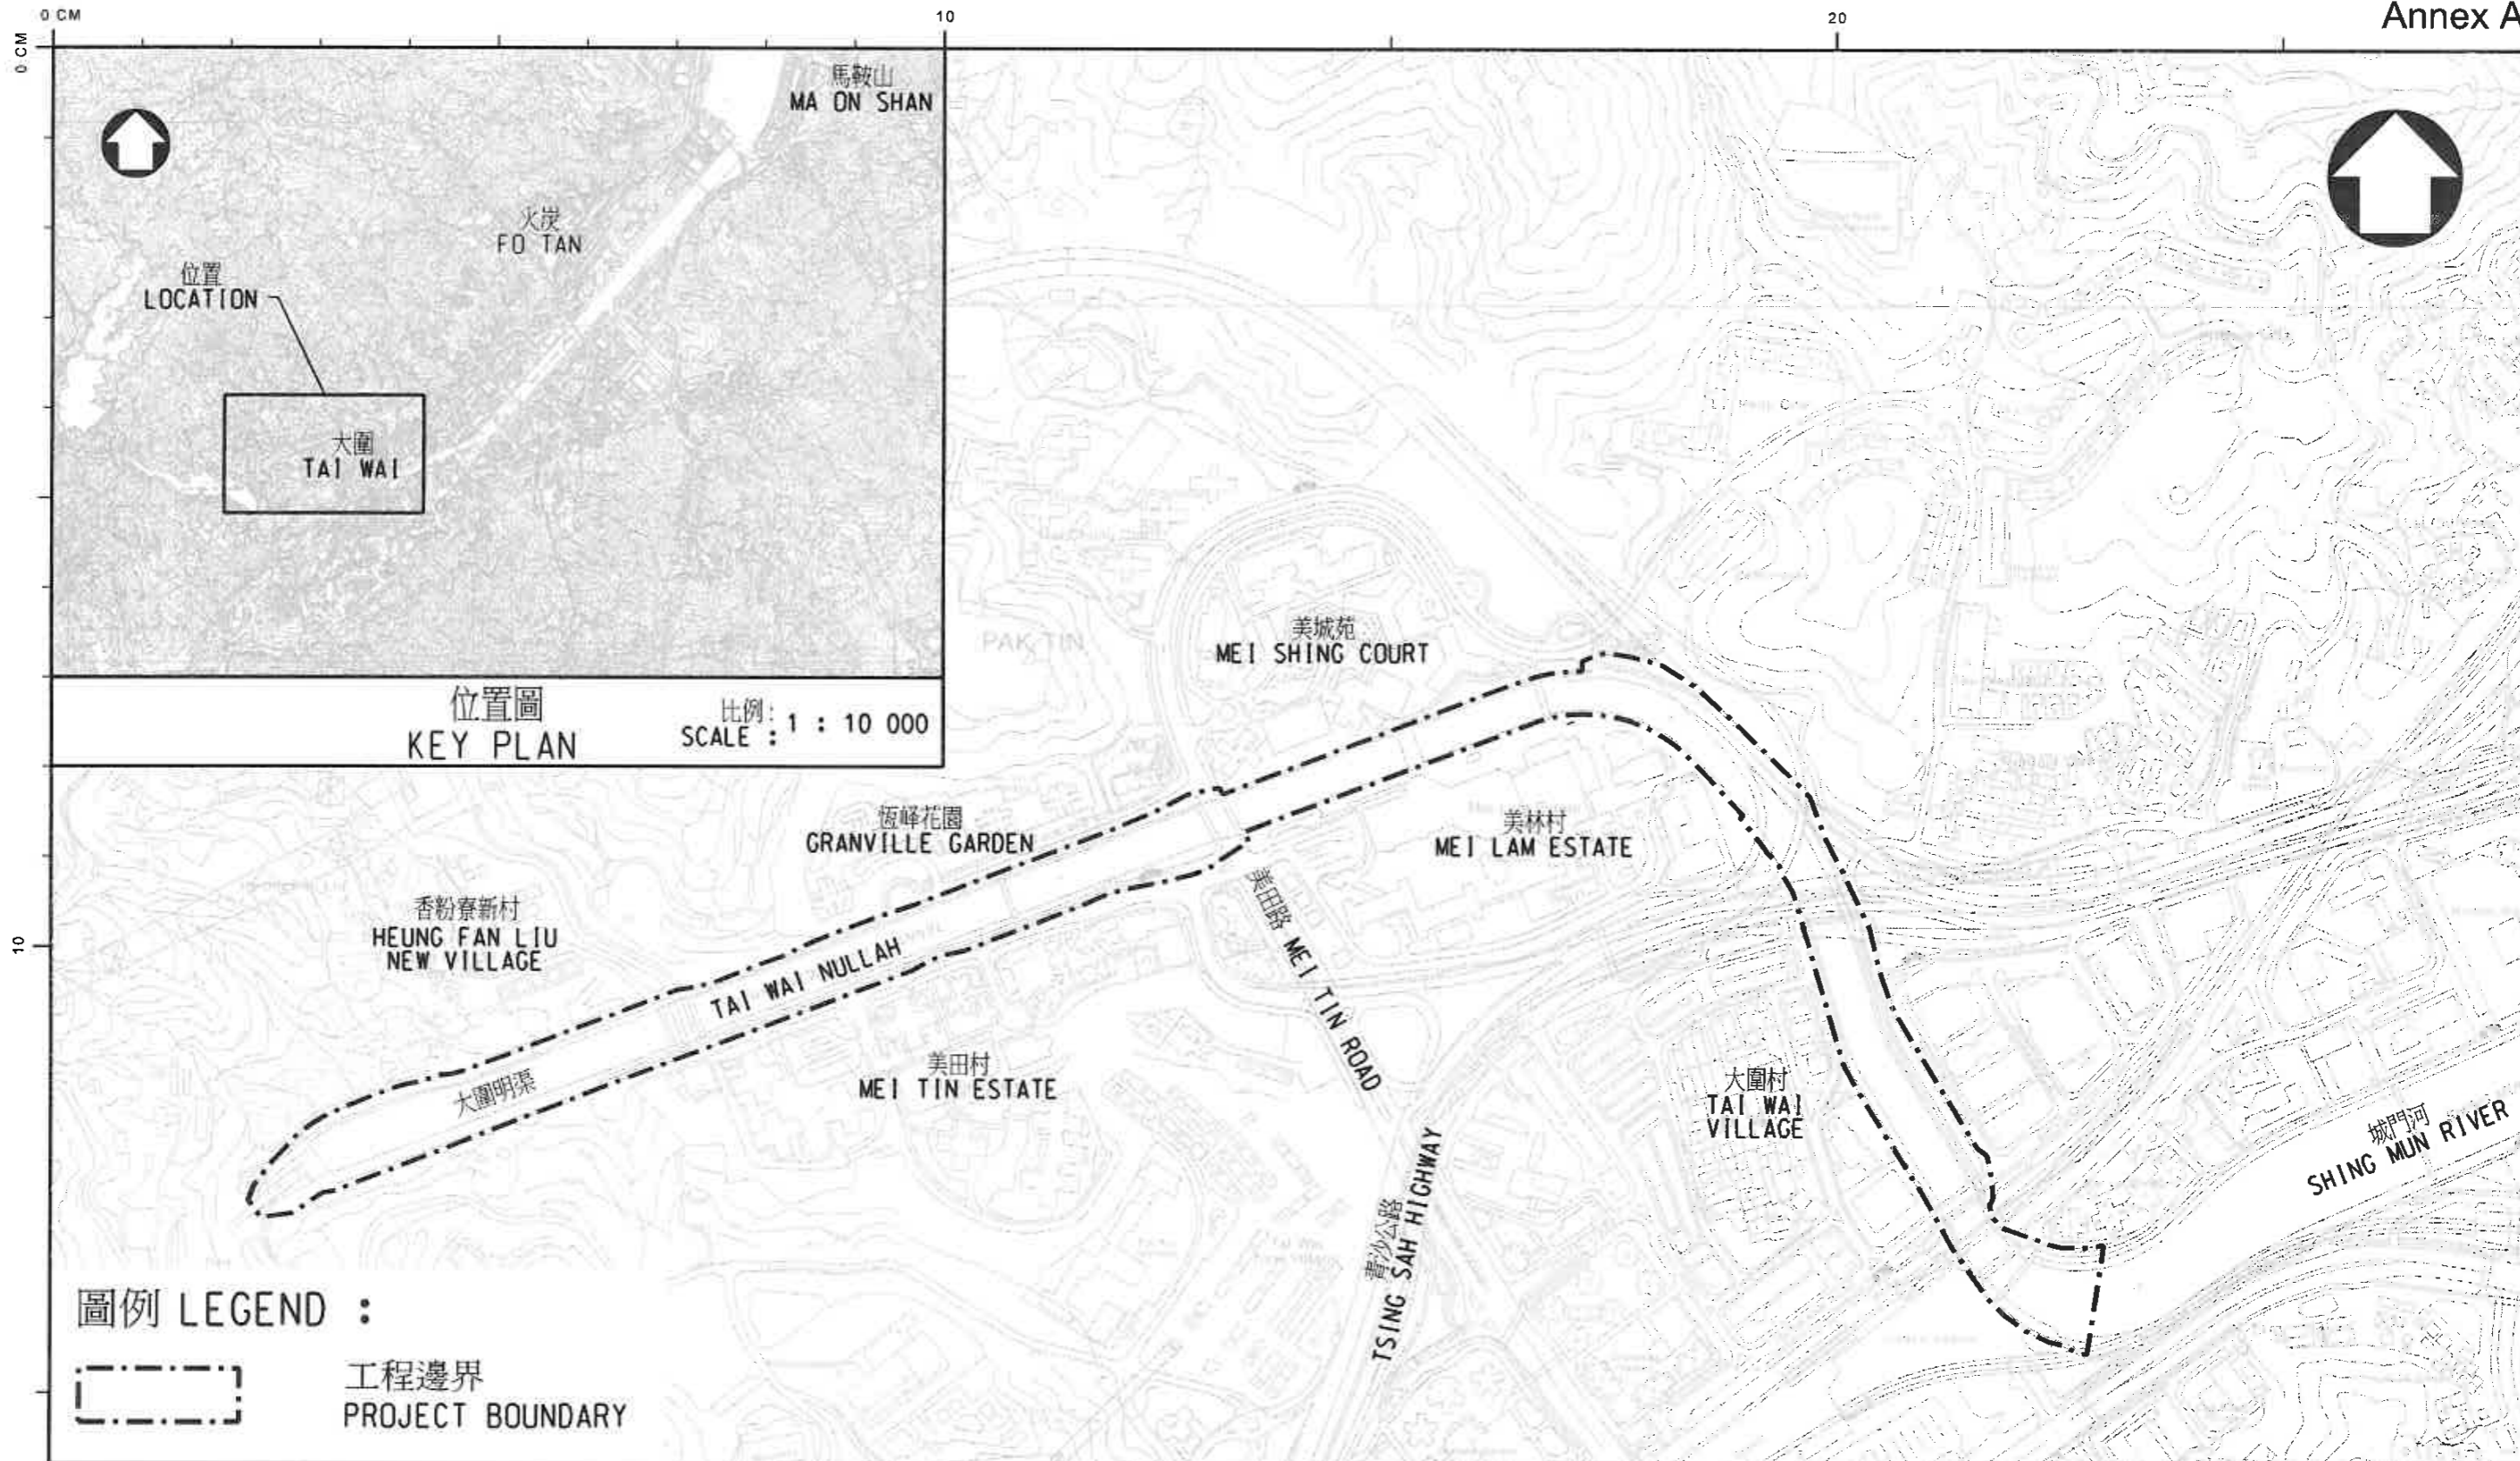 0 CM
10
20
Annex A
0 CM
10
馬鞍山
MA ON SHAN
火炭
FO TAN
位置
LOCATION
大圍
TAI WAI
位置圖
KEY PLAN
比例:
SCALE : 1 : 10 000
PAK TIN
美城苑
MEI SHING COURT
恆峰花園
GRANVILLE GARDEN
美林村
MEI LAM ESTATE
香粉寮新村
HEUNG FAN LIU
NEW VILLAGE
TAI WAI NULLAH
大圍明渠
美田村
MEI TIN ESTATE
美田路 MEI TIN ROAD
青沙公路
TSING SAH HIGHWAY
大圍村
TAI WAI
VILLAGE
城門河
SHING MUN RIVER
圖例 LEGEND :
工程邊界
PROJECT BOUNDARY